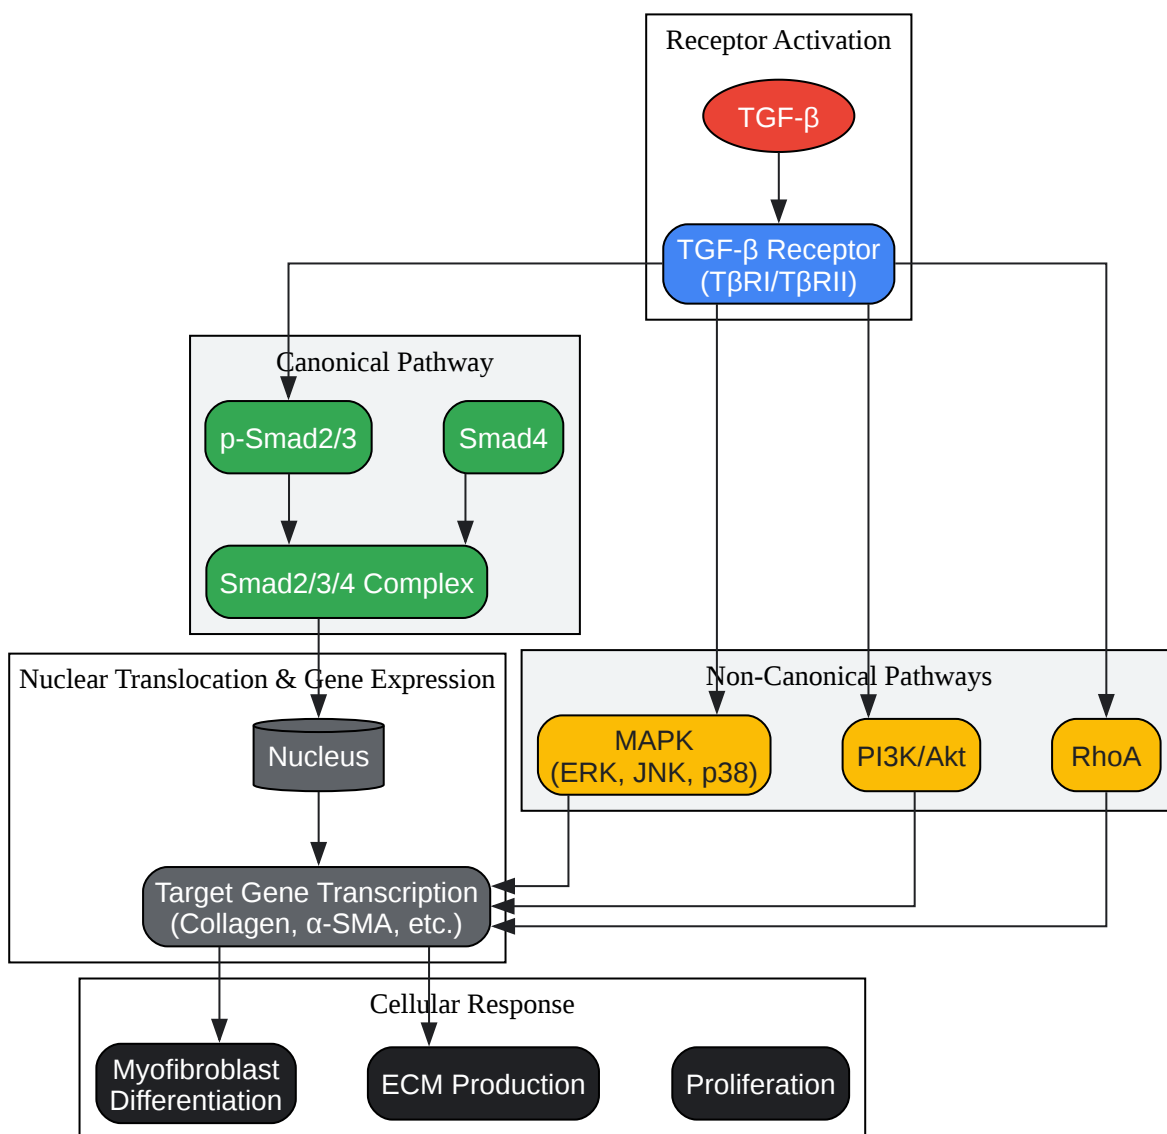 Receptor Activation
TGF-β
TGF-β Receptor
(TβRI/TβRII)
Canonical Pathway
p-Smad2/3
Smad4
Smad2/3/4 Complex
Nuclear Translocation & Gene Expression
Non-Canonical Pathways
Nucleus
MAPK
(ERK, JNK, p38)
PI3K/Akt
RhoA
Target Gene Transcription
(Collagen, α-SMA, etc.)
Cellular Response
Myofibroblast
Differentiation
ECM Production
Proliferation